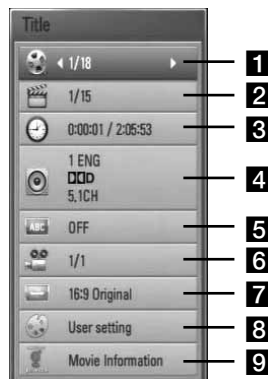 Title
1/18 1
1/15 2
0:00:01 / 2:05:53 3
1 ENG
D
5.1CH
4
ABC OFF 5
1/1 6
16:9 Original 7
User setting 8
Movie Information 9